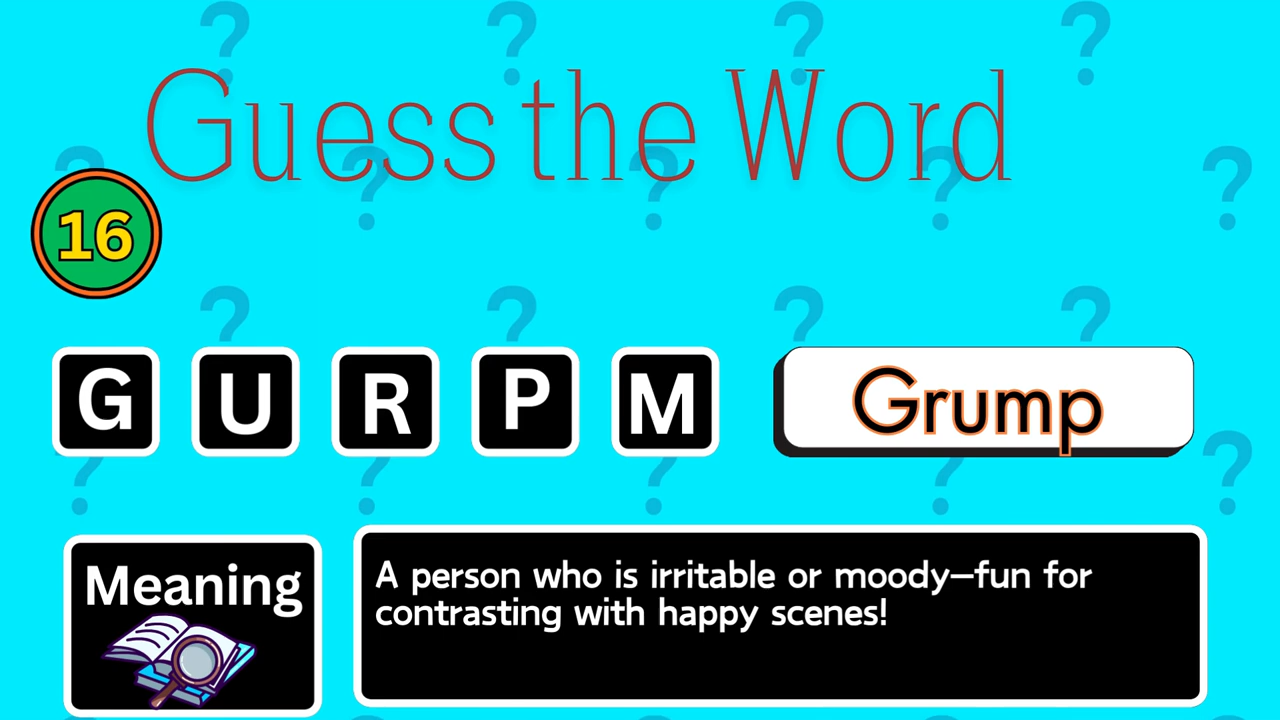 Guess the Word
16
G U R P M
Grump
Meaning
A person who is irritable or moody—fun for
contrasting with happy scenes!